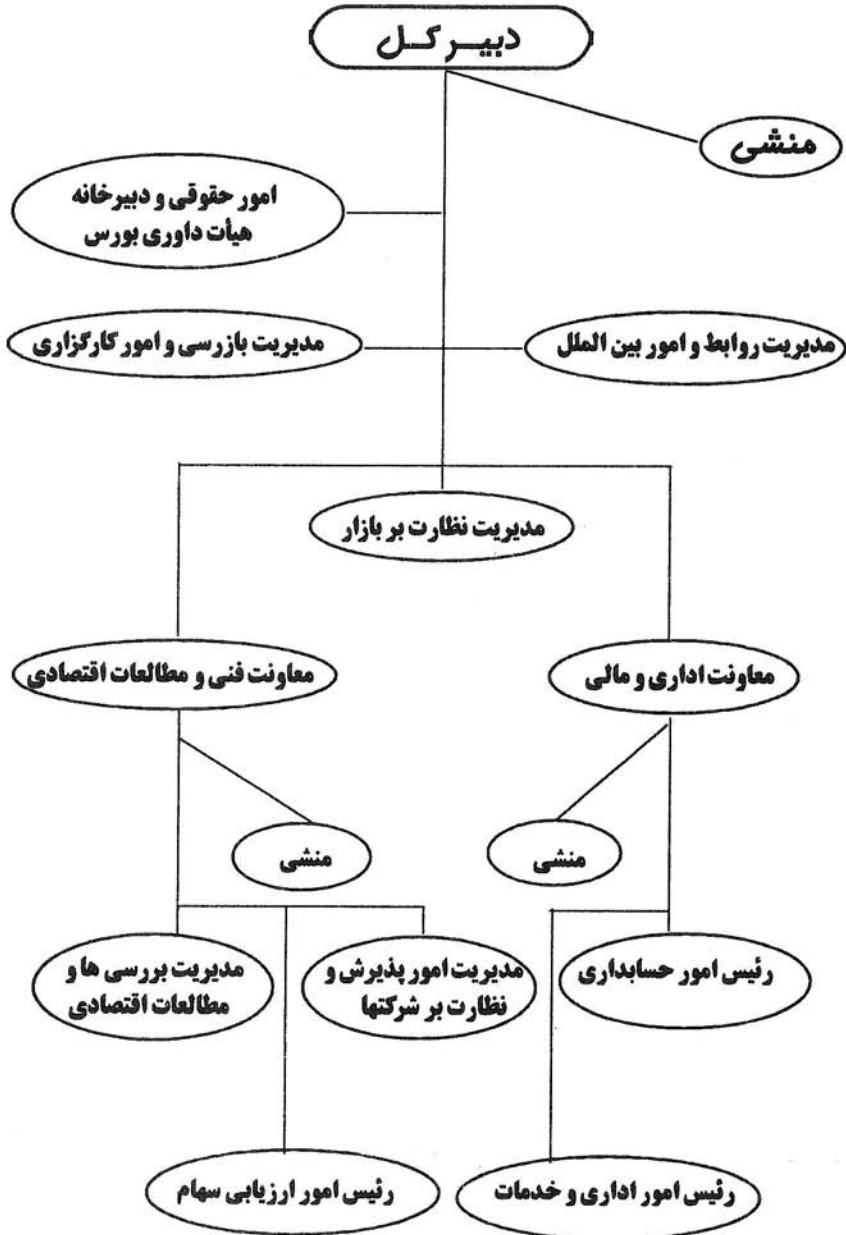 دبیر کل
منشی
امور حقوقی و دبیرخانه
هیأت داوری بورس
مدیریت روابط و امور بین الملل
مدیریت بازرسی و امور کارگزاری
مدیریت نظارت بر بازار
معاونت اداری و مالی
معاونت فنی و مطالعات اقتصادی
منشی
منشی
رئیس امور حسابداری
مدیریت امور پذیرش و
نظارت بر شرکتها
مدیریت بررسی ها و
مطالعات اقتصادی
رئیس امور اداری و خدمات
رئیس امور ارزیابی سهام